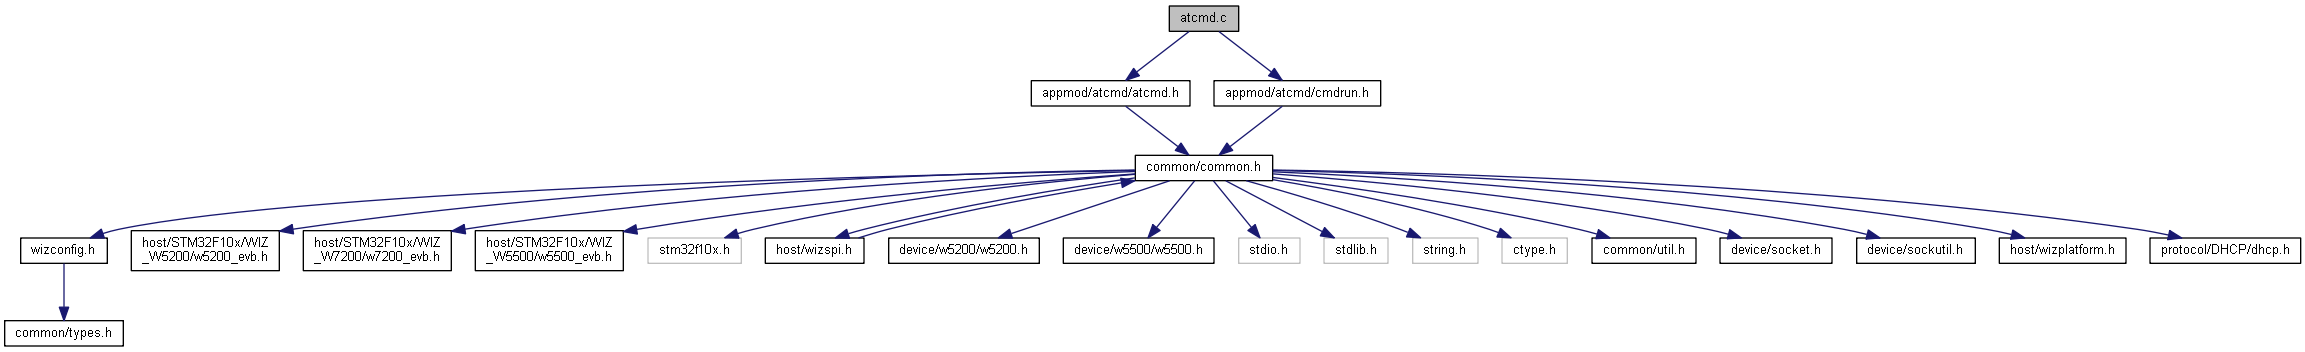 atcmd.c
appmod/atcmd/atcmd.h
appmod/atcmd/cmdrun.h
common/common.h
wizconfig.h
host/STM32F10x/WIZ
_W5200/w5200_evb.h
host/STM32F10x/WIZ
_W7200/w7200_evb.h
host/STM32F10x/WIZ
_W5500/w5500_evb.h
stm32f10x.h
host/wizspi.h
device/w5200/w5200.h
device/w5500/w5500.h
stdio.h
stdlib.h
string.h
ctype.h
common/util.h
device/socket.h
device/sockutil.h
host/wizplatform.h
protocol/DHCP/dhcp.h
common/types.h